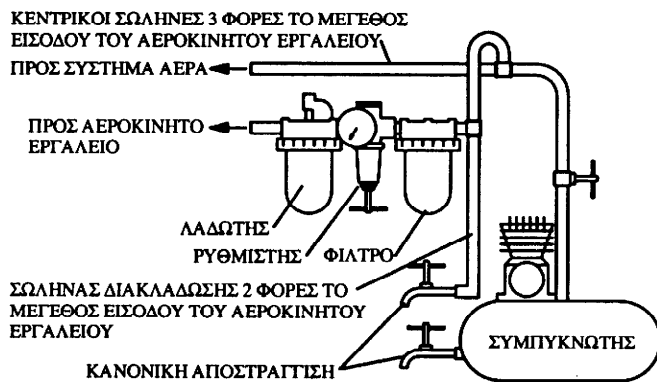 ΚΕΝΤΡΙΚΟΙ ΣΩΛΗΝΕΣ 3 ΦΟΡΕΣ ΤΟ ΜΕΓΕΘΟΣ
ΕΙΣΟΔΟΥ ΤΟΥ ΑΕΡΟΚΙΝΗΤΟΥ ΕΡΓΑΛΕΙΟΥ
ΠΡΟΣ ΣΥΣΤΗΜΑ ΑΕΡΑ
ΠΡΟΣ ΑΕΡΟΚΙΝΗΤΟ
ΕΡΓΑΛΕΙΟ
ΛΑΔΩΤΗΣ
ΡΥΘΜΙΣΤΗΣ
ΦΙΛΤΡΟ
ΣΩΛΗΝΑΣ ΔΙΑΚΛΑΔΩΣΗΣ 2 ΦΟΡΕΣ ΤΟ
ΜΕΓΕΘΟΣ ΕΙΣΟΔΟΥ ΤΟΥ ΑΕΡΟΚΙΝΗΤΟΥ
ΕΡΓΑΛΕΙΟΥ
ΣΥΜΠΥΚΝΩΤΗΣ
ΚΑΝΟΝΙΚΗ ΑΠΟΣΤΡΑΓΓΙΣΗ